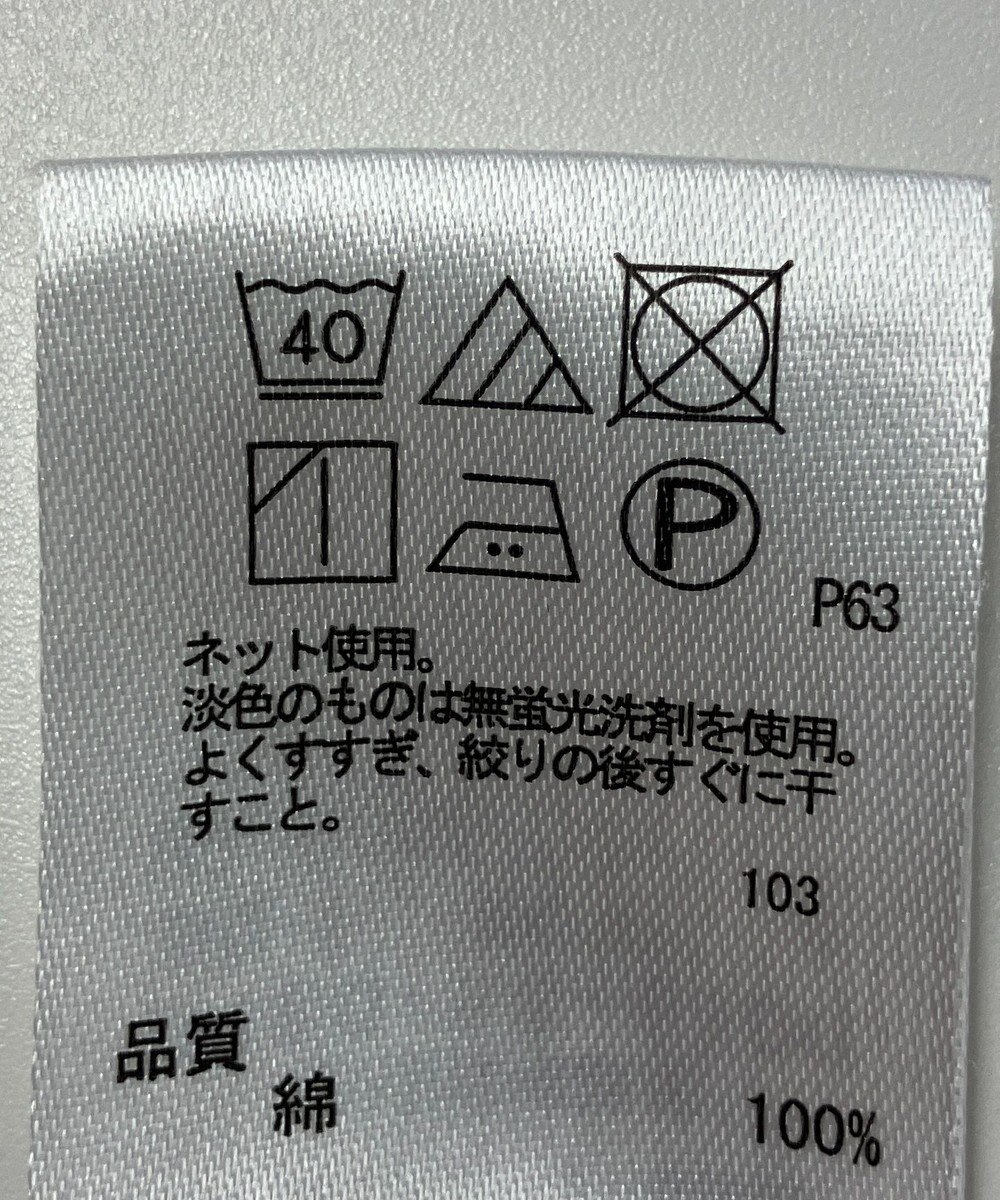 40
P
P63
ネット使用。
淡色のものは無蛍光洗剤を使用。
よくすすぎ、絞りの後すぐに干
すこと。
103
品質
綿 100%